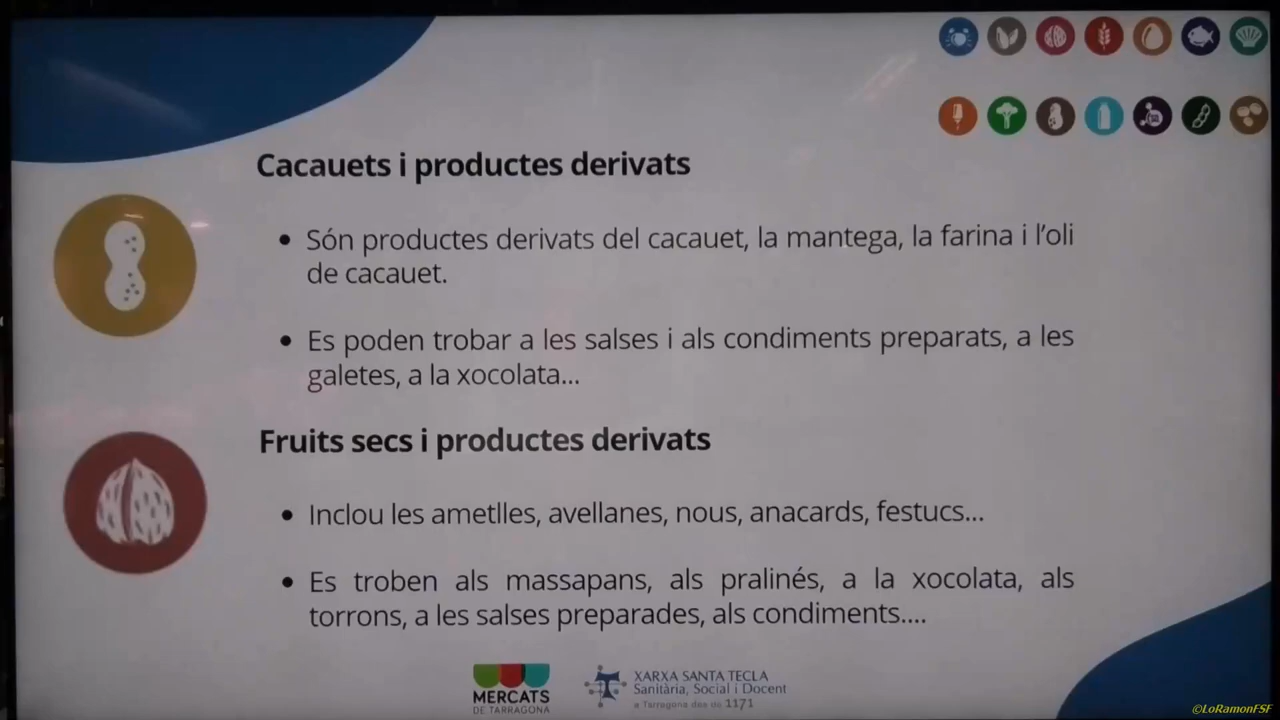 Cacauets i productes derivats
• Són productes derivats del cacauet, la mantega, la farina i l'oli
de cacauet.
• Es poden trobar a les salses i als condiments preparats, a les
galetes, a la xocolata...
Fruits secs i productes derivats
• Inclou les ametlles, avellanes, nous, anacards, festucs...
• Es troben als massapans, als pralinés, a la xocolata, als
torrons, a les salses preparades, als condiments....
MERCATS
DE TARRAGONA
XARXA SANTA TECLA
Sanitària, Social i Docent
a Tarragona des de 1171
©LoRamonFSF